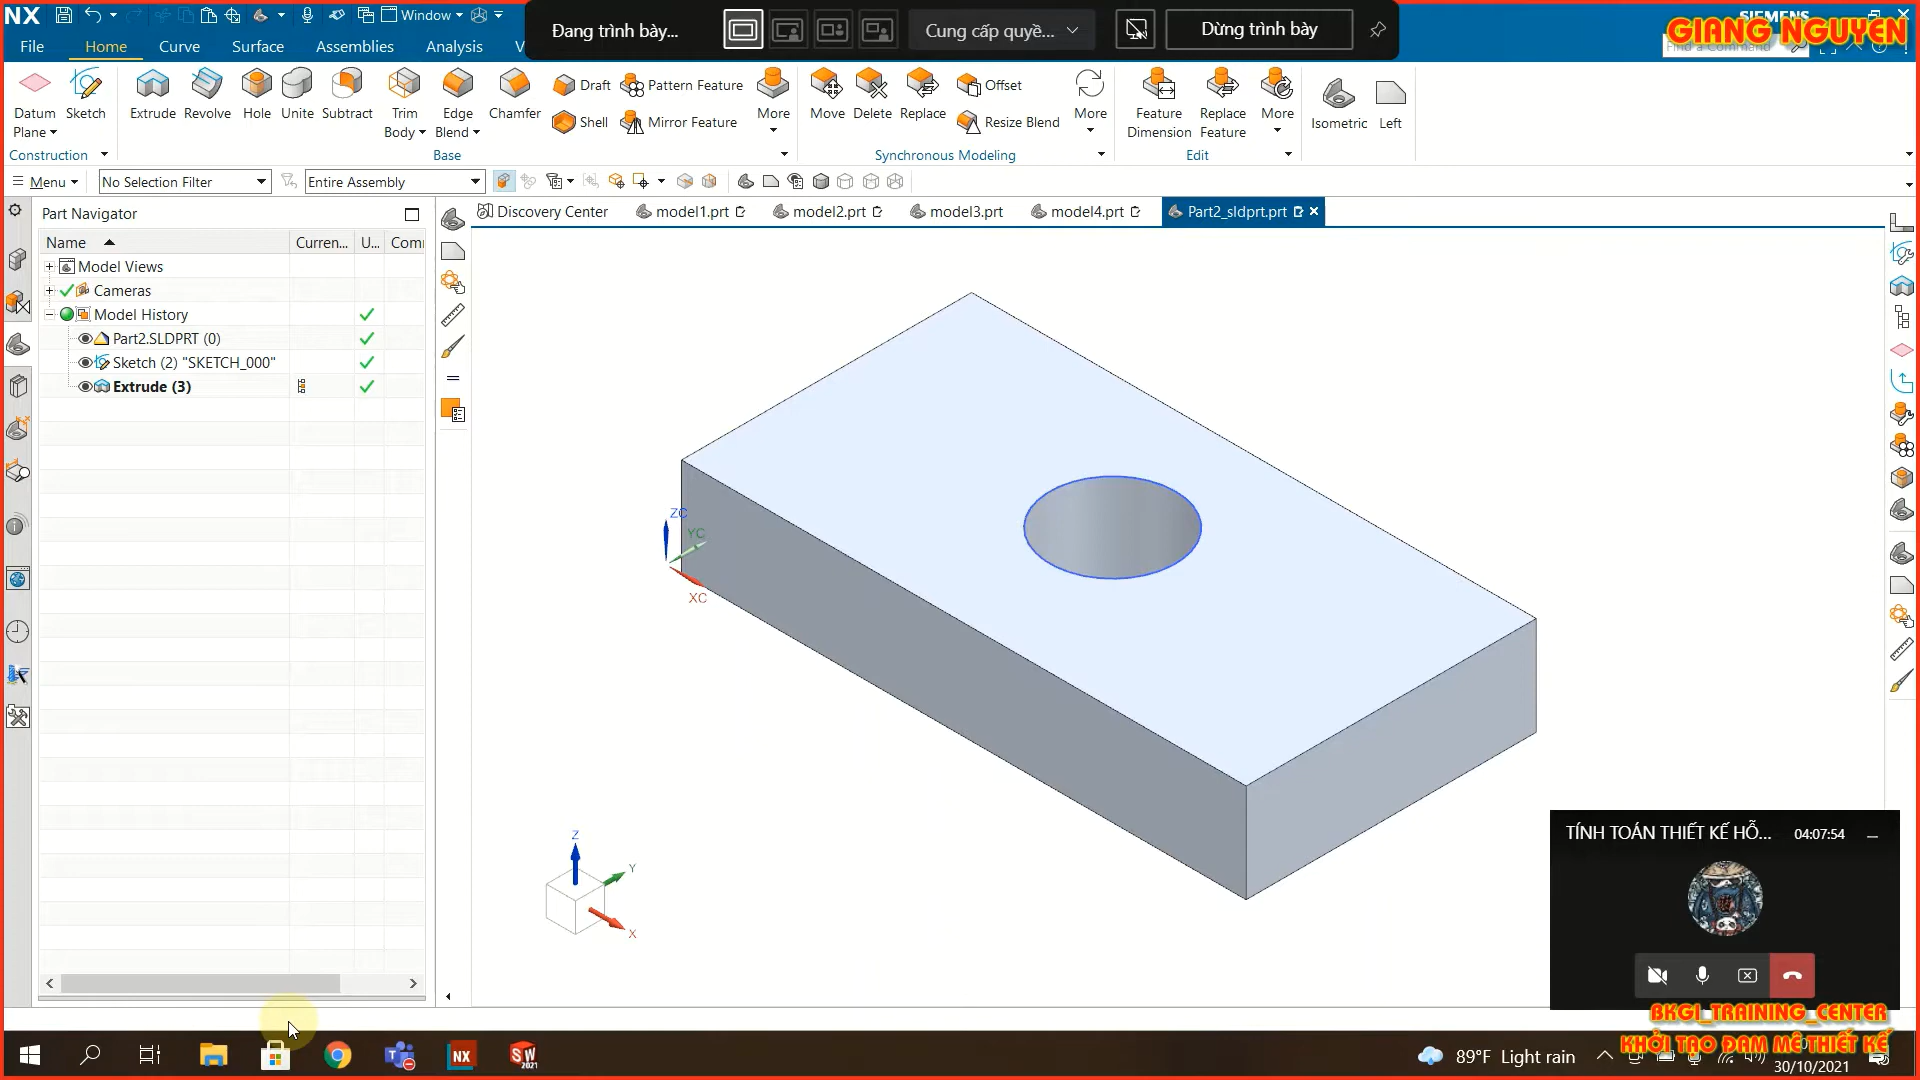 NX
Window
Đang trình bày...
Cung cấp quyề...
Dừng trình bày
SIEMENS
GIANG NGUYEN
File
Home
Curve
Surface
Assemblies
Analysis
Find a Command
Datum Plane
Sketch
Extrude
Revolve
Hole
Unite
Subtract
Trim Body
Edge Blend
Chamfer
Draft
Shell
Pattern Feature
Mirror Feature
More
Move
Delete
Replace
Offset
Resize Blend
More
Feature Dimension
Replace Feature
More
Isometric
Left
Construction
Base
Synchronous Modeling
Edit
Menu
No Selection Filter
Entire Assembly
Part Navigator
Discovery Center
model1.prt
model2.prt
model3.prt
model4.prt
Part2_sldprt.prt
Name
Curren...
U...
Comr
Model Views
Cameras
Model History
Part2.SLDPRT (0)
Sketch (2) "SKETCH_000"
Extrude (3)
ZC
YC
XC
Z
Y
X
TÍNH TOÁN THIẾT KẾ HỖ...
04:07:54
BKGI_TRAINING_CENTER
KHỞI TẠO ĐAM MÊ THIẾT KẾ
89°F Light rain
30/10/2021